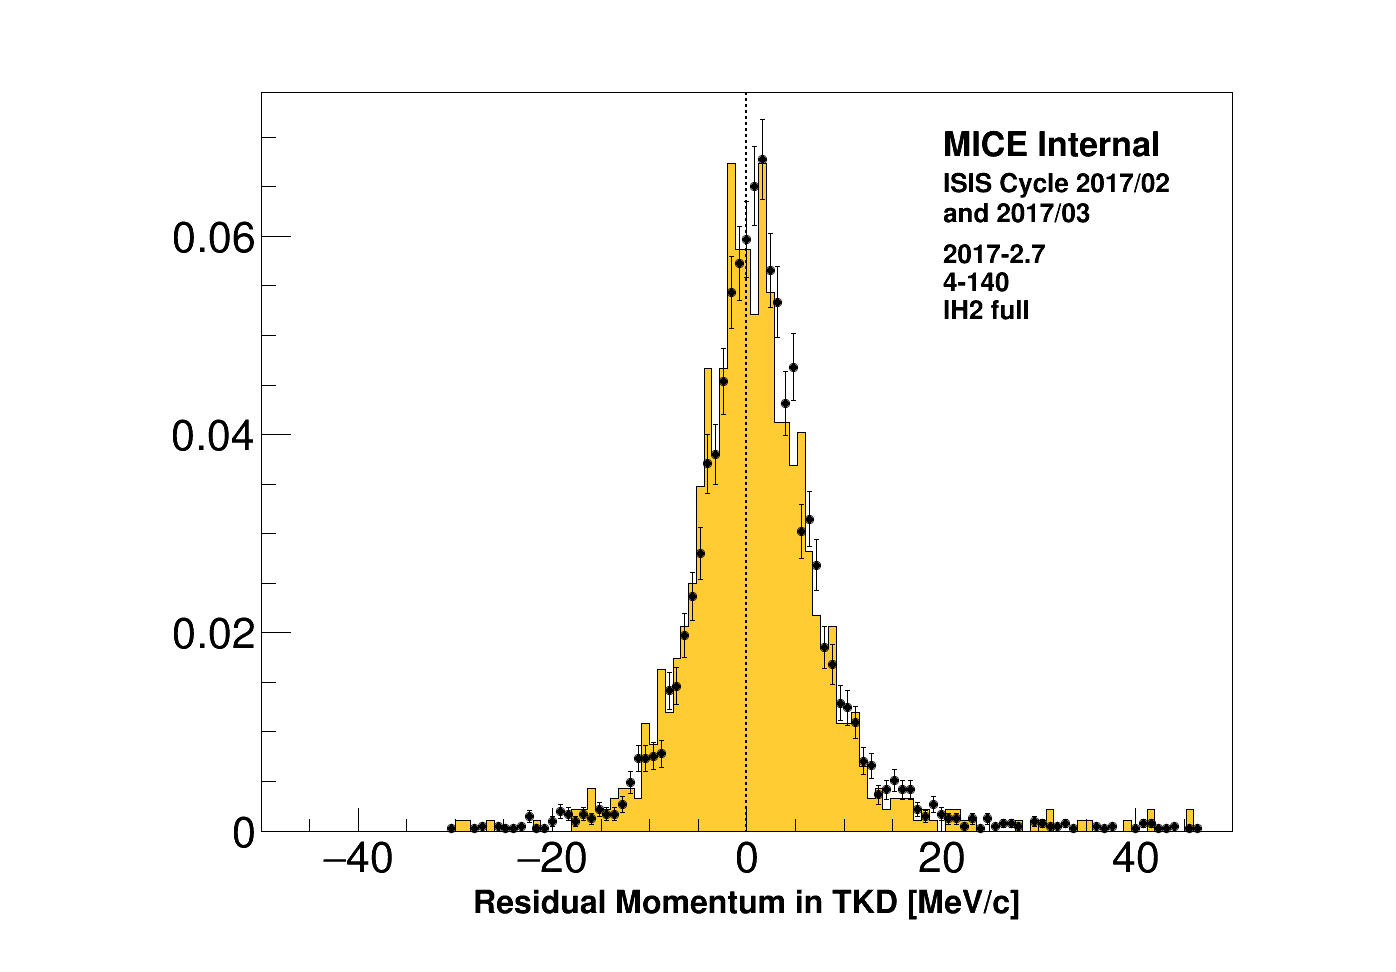 MICE Internal
ISIS Cycle 2017/02
and 2017/03
2017-2.7
4-140
lH2 full
0.06
0.04
0.02
0
−40 −20 0 20 40
Residual Momentum in TKD [MeV/c]